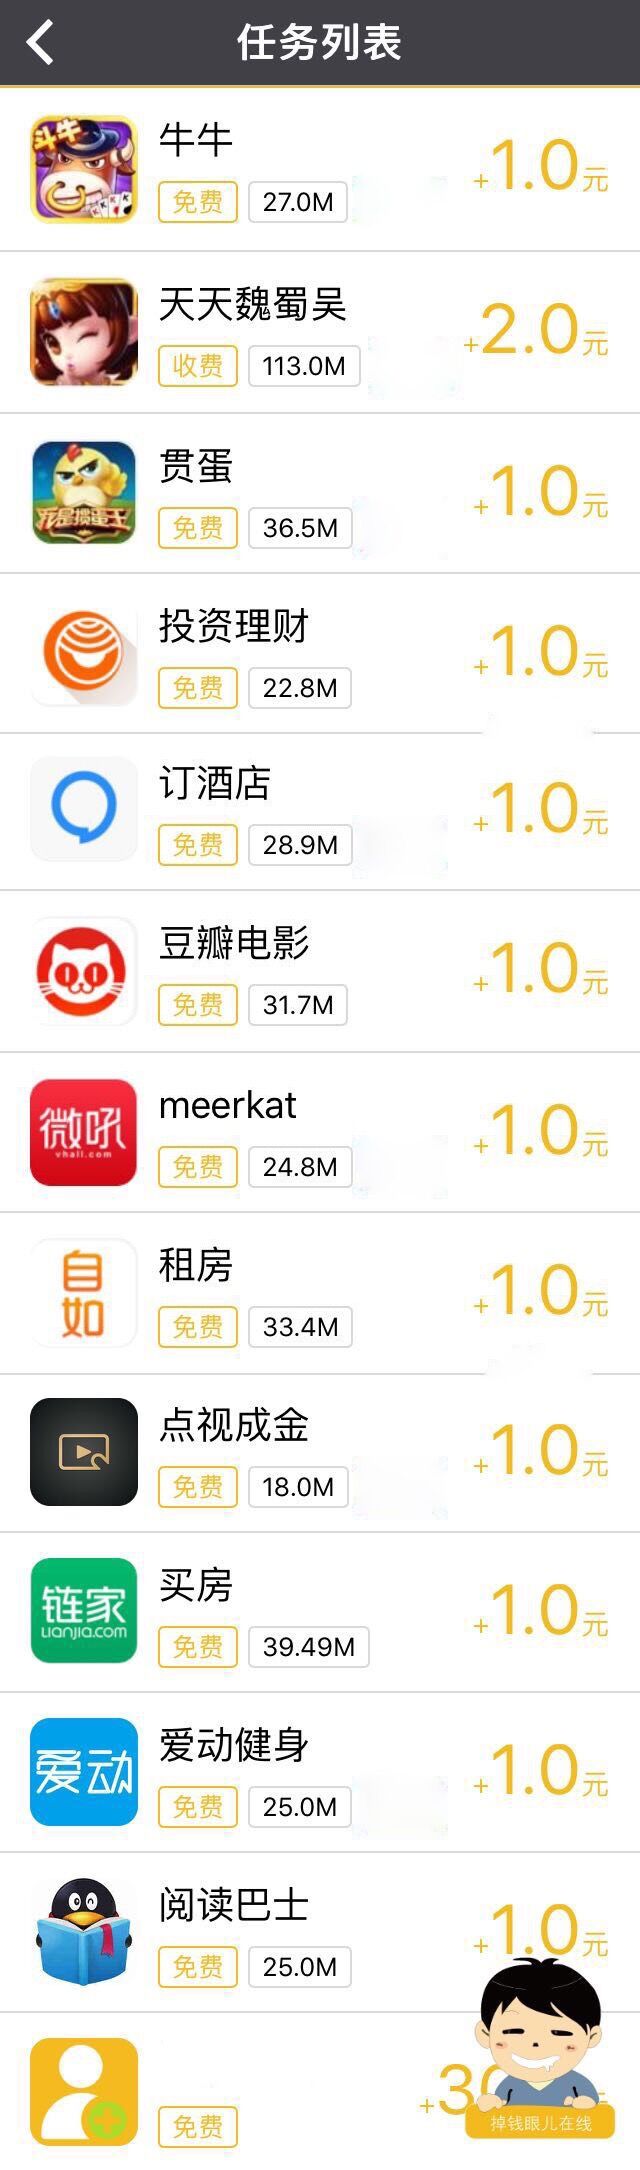 任务列表
斗牛
牛牛
免费 27.0M
+1.0元
天天魏蜀吴
收费 113.0M
+2.0元
贯蛋
我是掼蛋王
免费 36.5M
+1.0元
投资理财
免费 22.8M
+1.0元
订酒店
免费 28.9M
+1.0元
豆瓣电影
免费 31.7M
+1.0元
meerkat
微吼
vhall.com
免费 24.8M
+1.0元
租房
自如
免费 33.4M
+1.0元
点视成金
免费 18.0M
+1.0元
买房
链家
LIANJIA.COM
免费 39.49M
+1.0元
爱动健身
爱动
免费 25.0M
+1.0元
阅读巴士
免费 25.0M
+1.0元
免费
掉钱眼儿在线